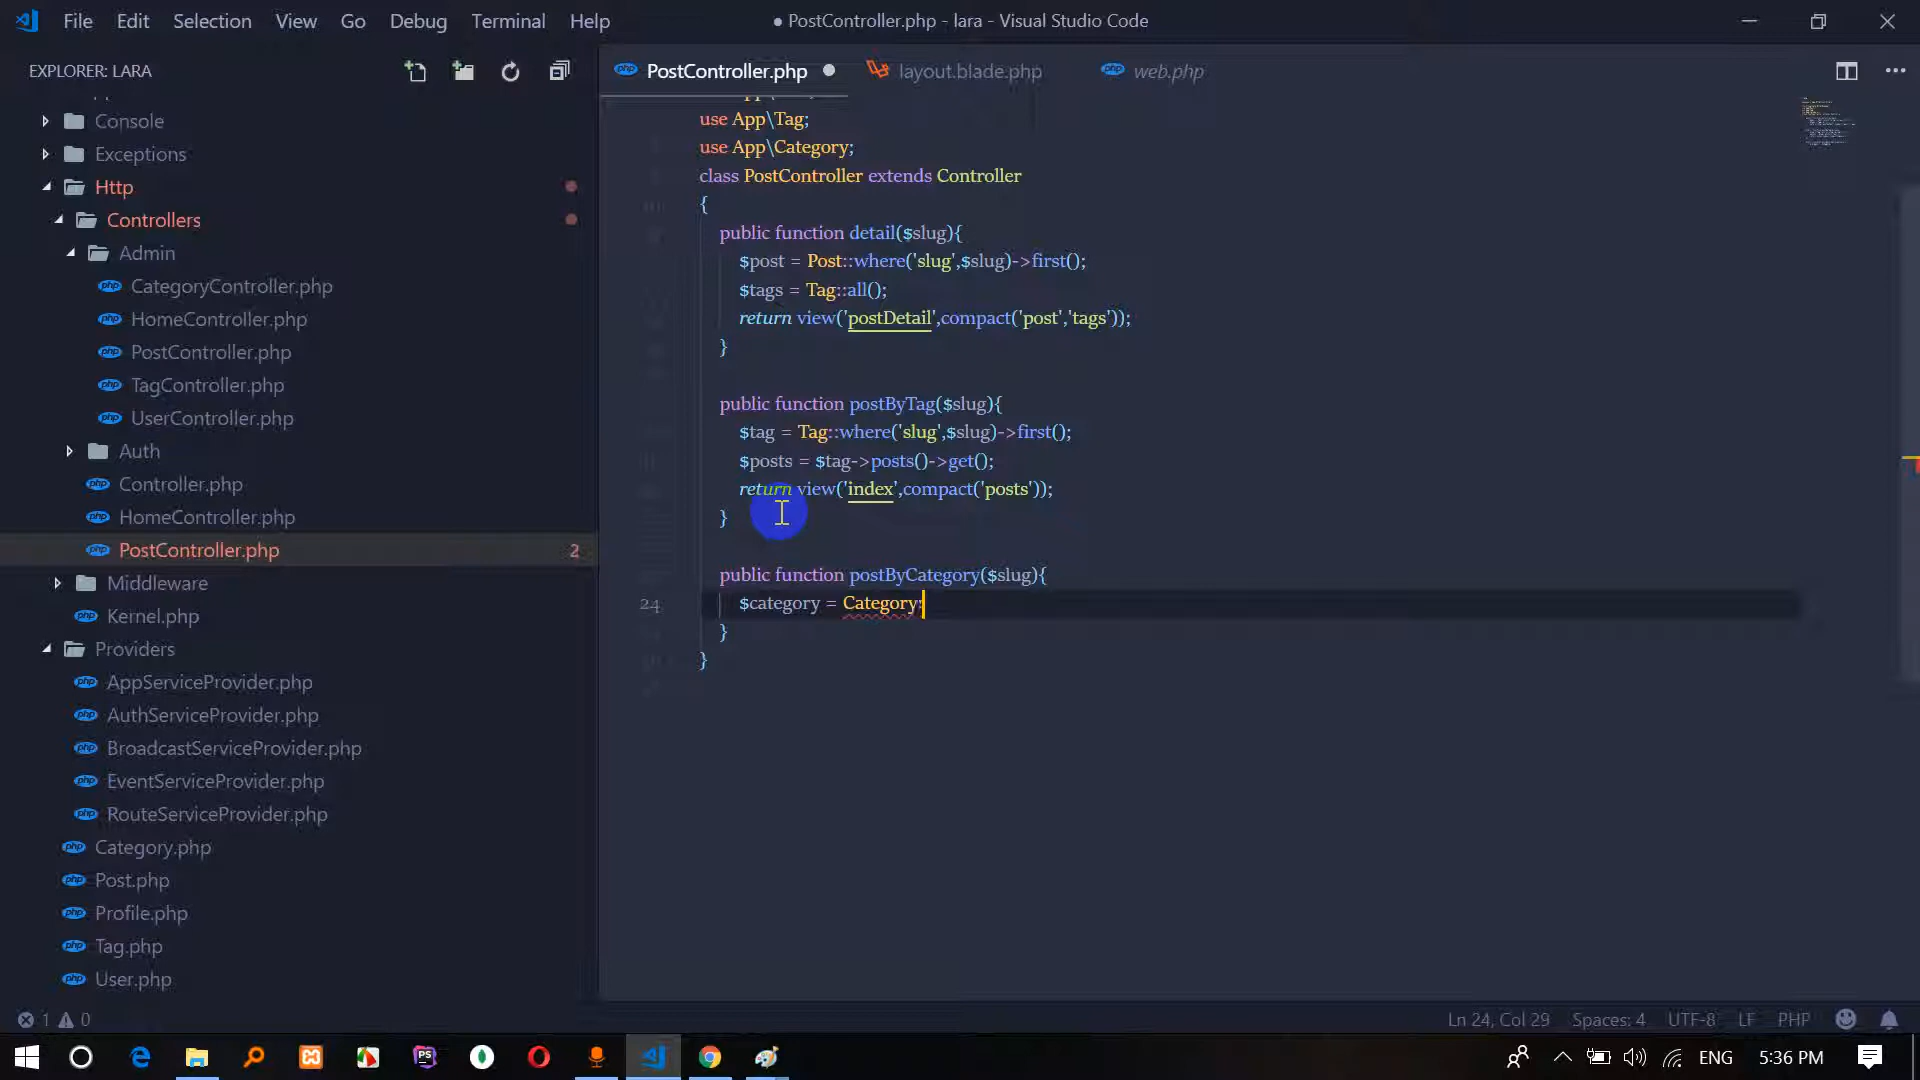 File Edit Selection View Go Debug Terminal Help
● PostController.php - lara - Visual Studio Code
EXPLORER: LARA
Console
Exceptions
Http
Controllers
Admin
CategoryController.php
HomeController.php
PostController.php
TagController.php
UserController.php
Auth
Controller.php
HomeController.php
PostController.php 2
Middleware
Kernel.php
Providers
AppServiceProvider.php
AuthServiceProvider.php
BroadcastServiceProvider.php
EventServiceProvider.php
RouteServiceProvider.php
Category.php
Post.php
Profile.php
Tag.php
User.php
PostController.php layout.blade.php web.php
use App\Tag;
use App\Category;
class PostController extends Controller
{
public function detail($slug){
$post = Post::where('slug',$slug)->first();
$tags = Tag::all();
return view('postDetail',compact('post','tags'));
}
public function postByTag($slug){
$tag = Tag::where('slug',$slug)->first();
$posts = $tag->posts()->get();
return view('index',compact('posts'));
}
public function postByCategory($slug){
24 $category = Category:
}
}
1 0
Ln 24, Col 29 Spaces: 4 UTF-8 LF PHP
ENG 5:36 PM